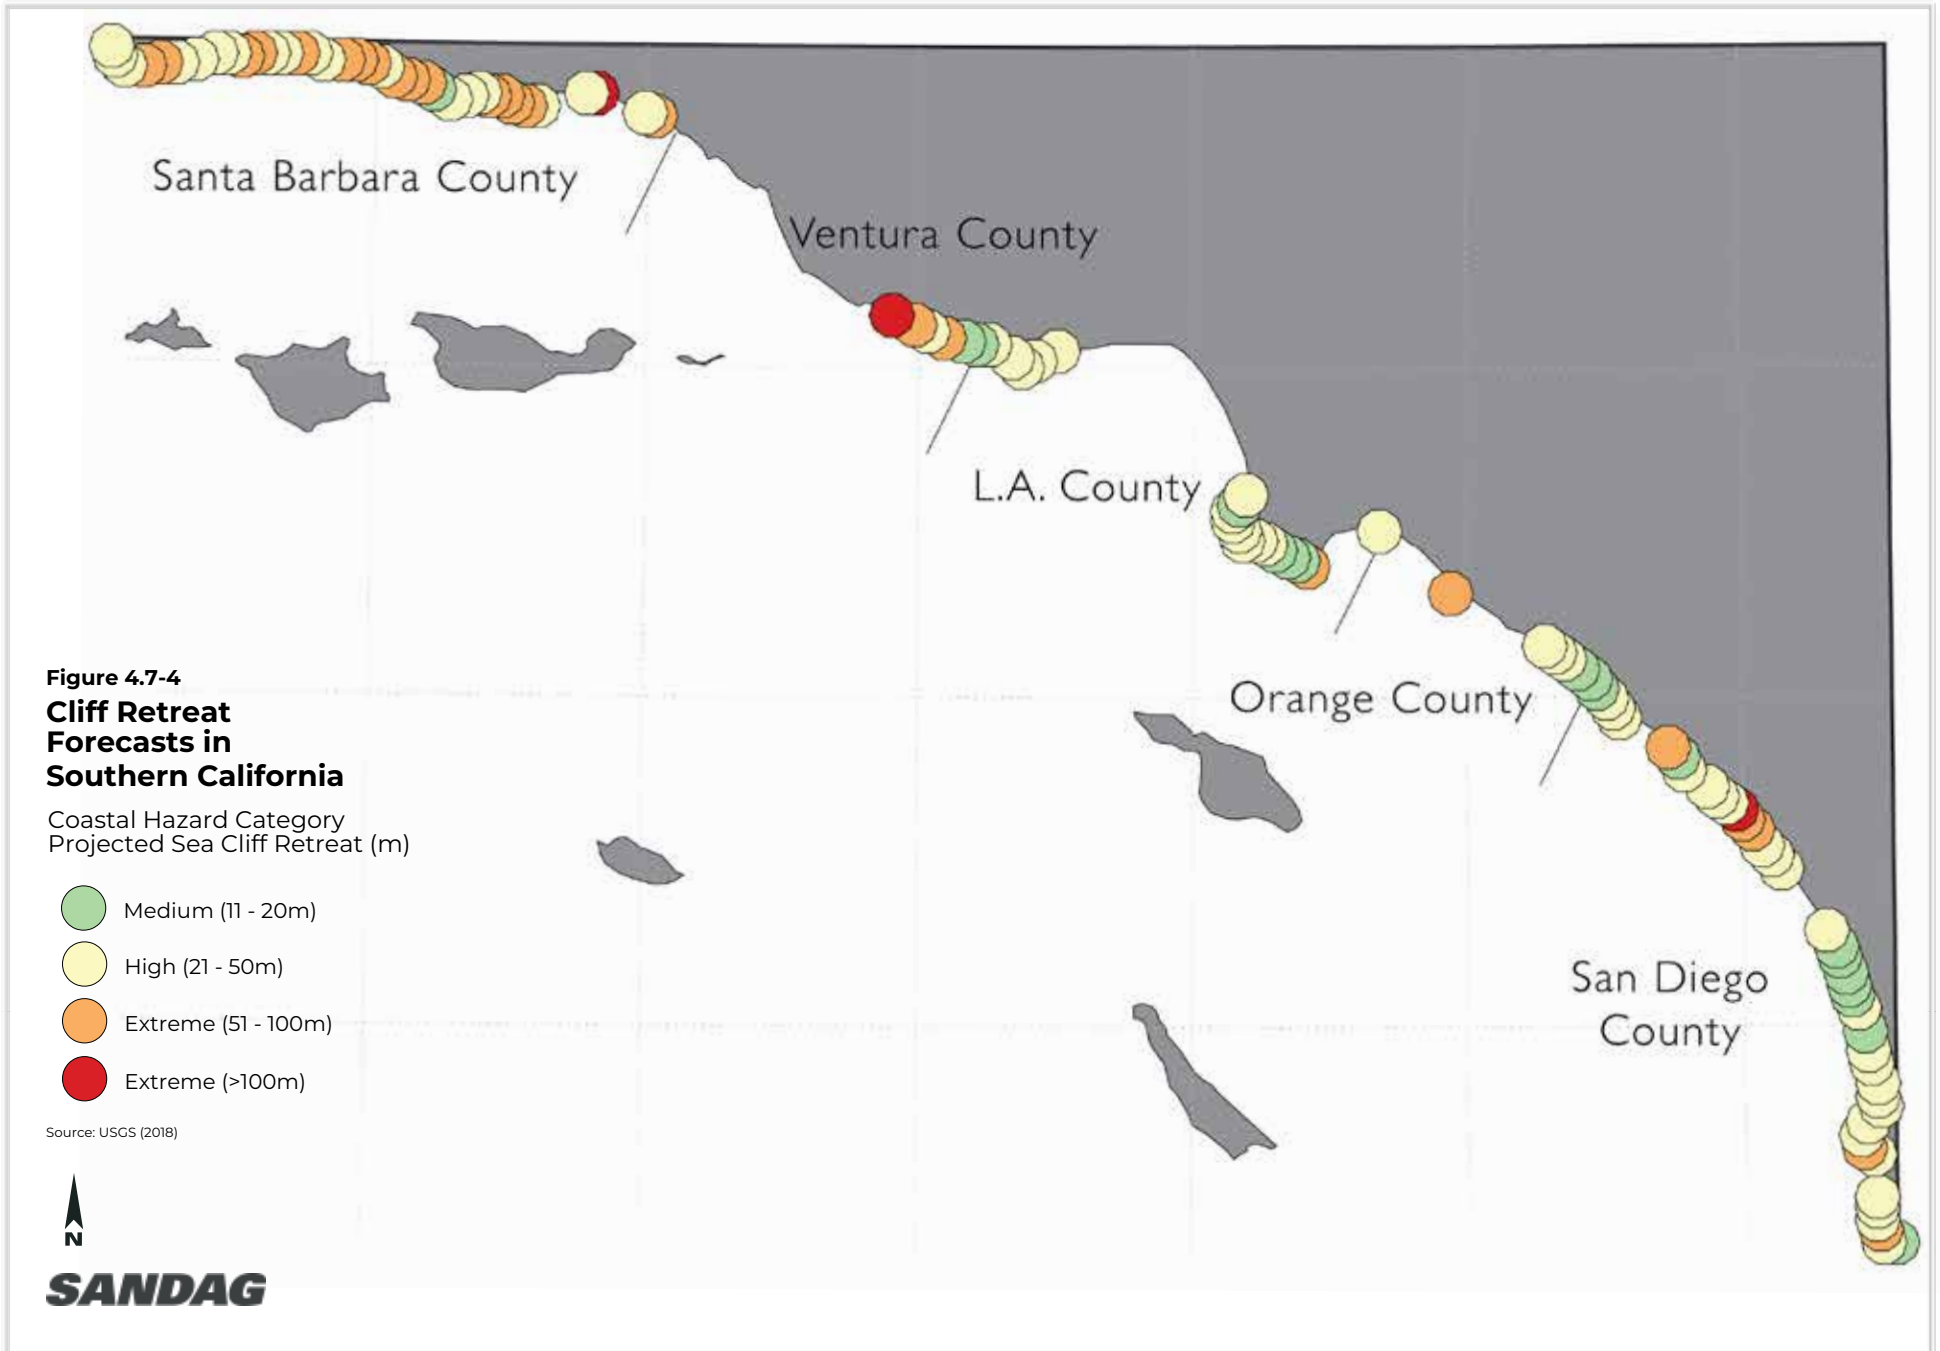 Santa Barbara County
Ventura County
L.A. County
Orange County
San Diego
County
Figure 4.7-4
Cliff Retreat
Forecasts in
Southern California
Coastal Hazard Category
Projected Sea Cliff Retreat (m)
Medium (11 - 20m)
High (21 - 50m)
Extreme (51 - 100m)
Extreme (>100m)
Source: USGS (2018)
N
SANDAG